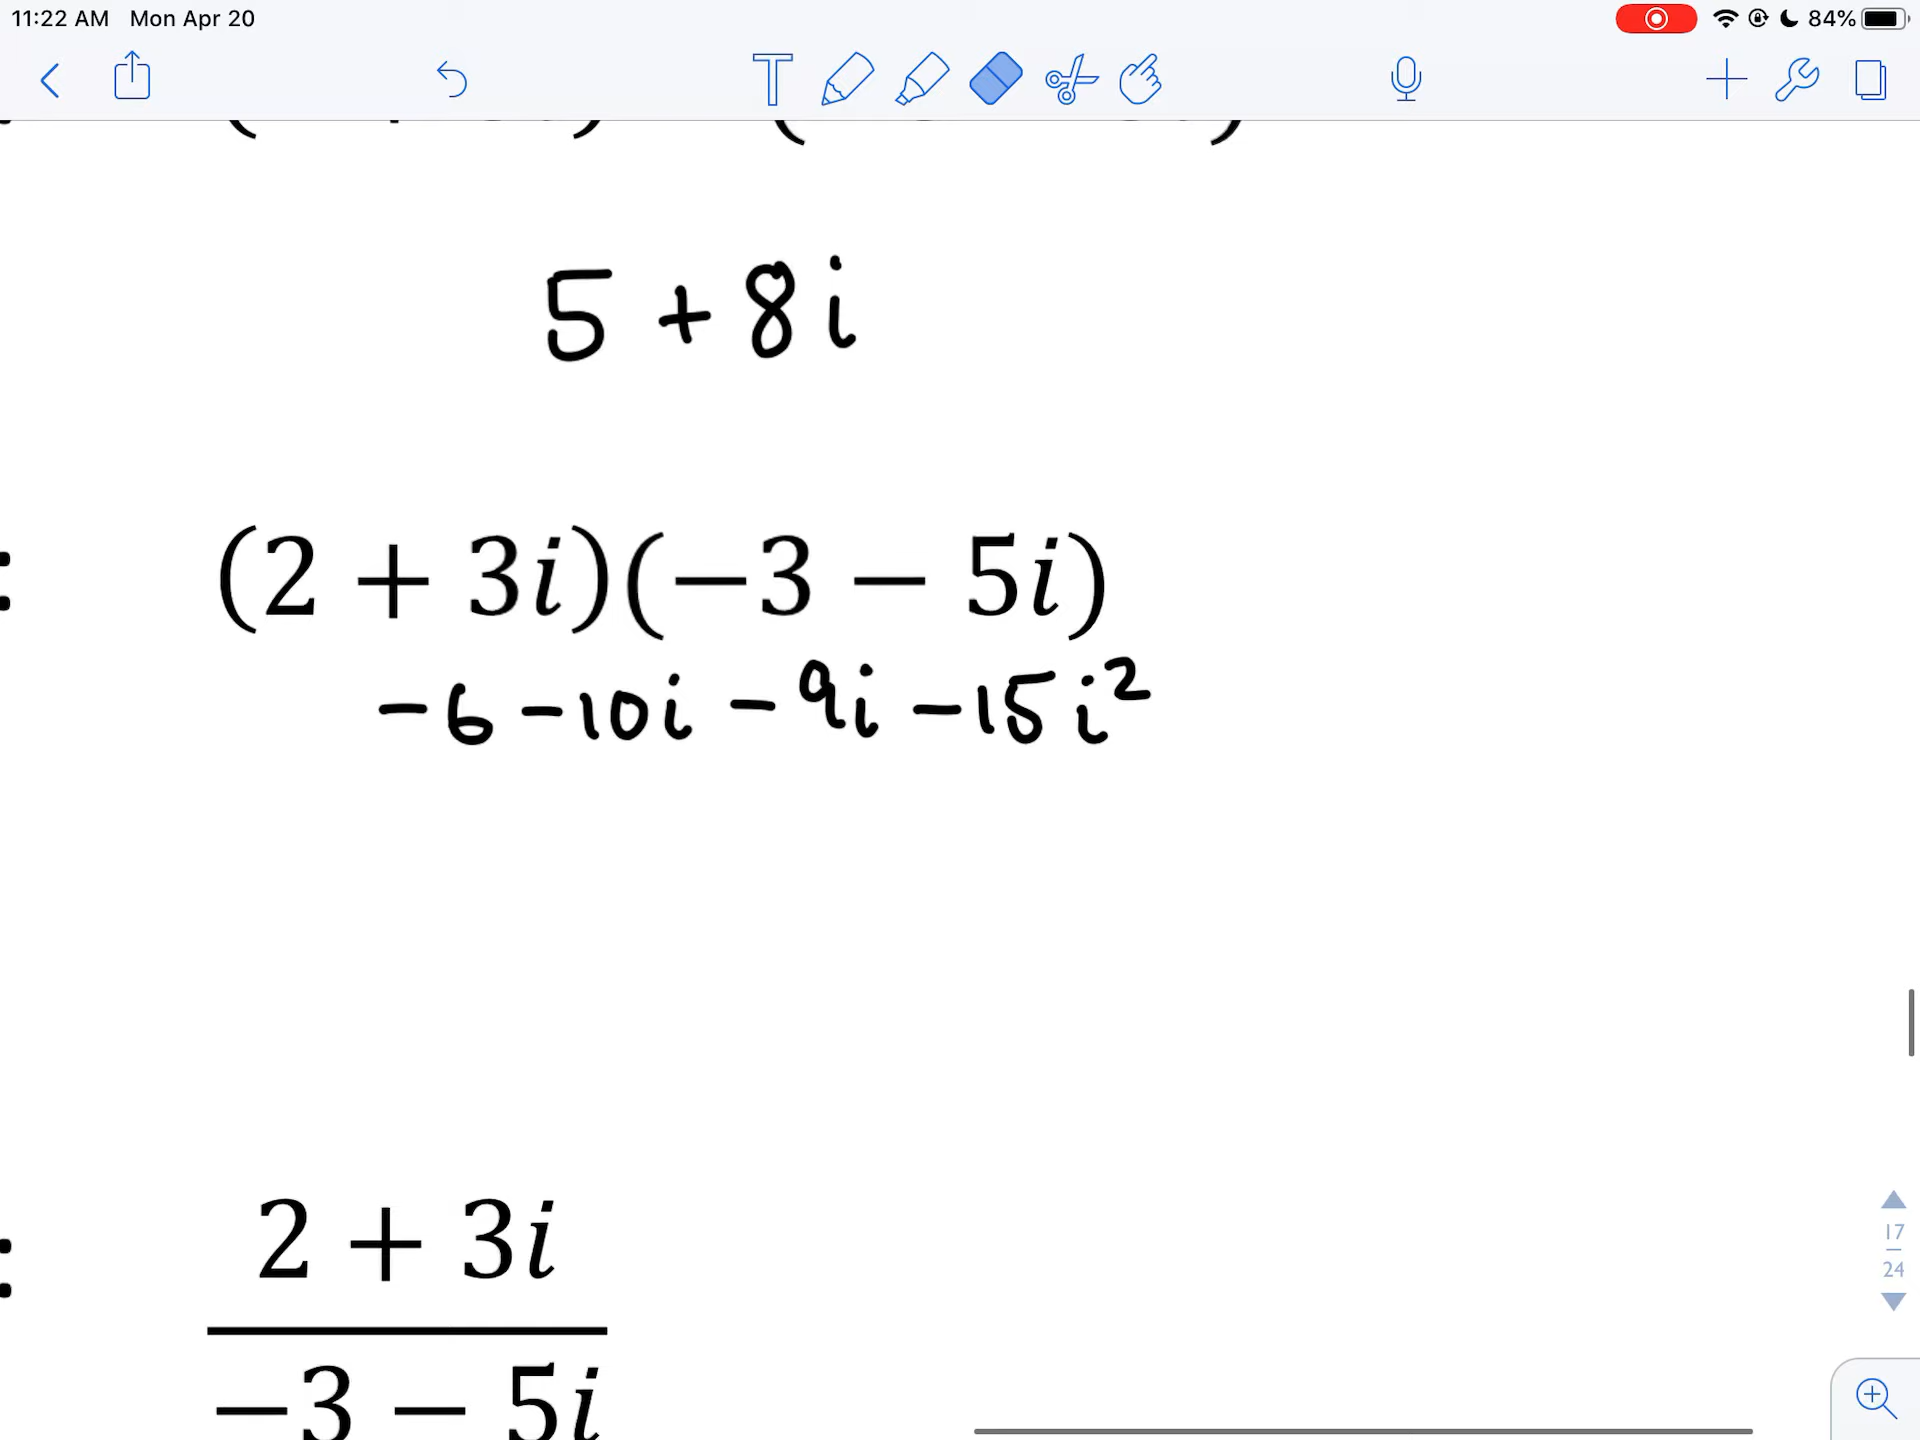 11:22 AM Mon Apr 20 84%
T
5 + 8i
: (2 + 3i)(−3 − 5i)
-6 -10i - 9i -15i²
: 2 + 3i
−3 − 5i
17
24